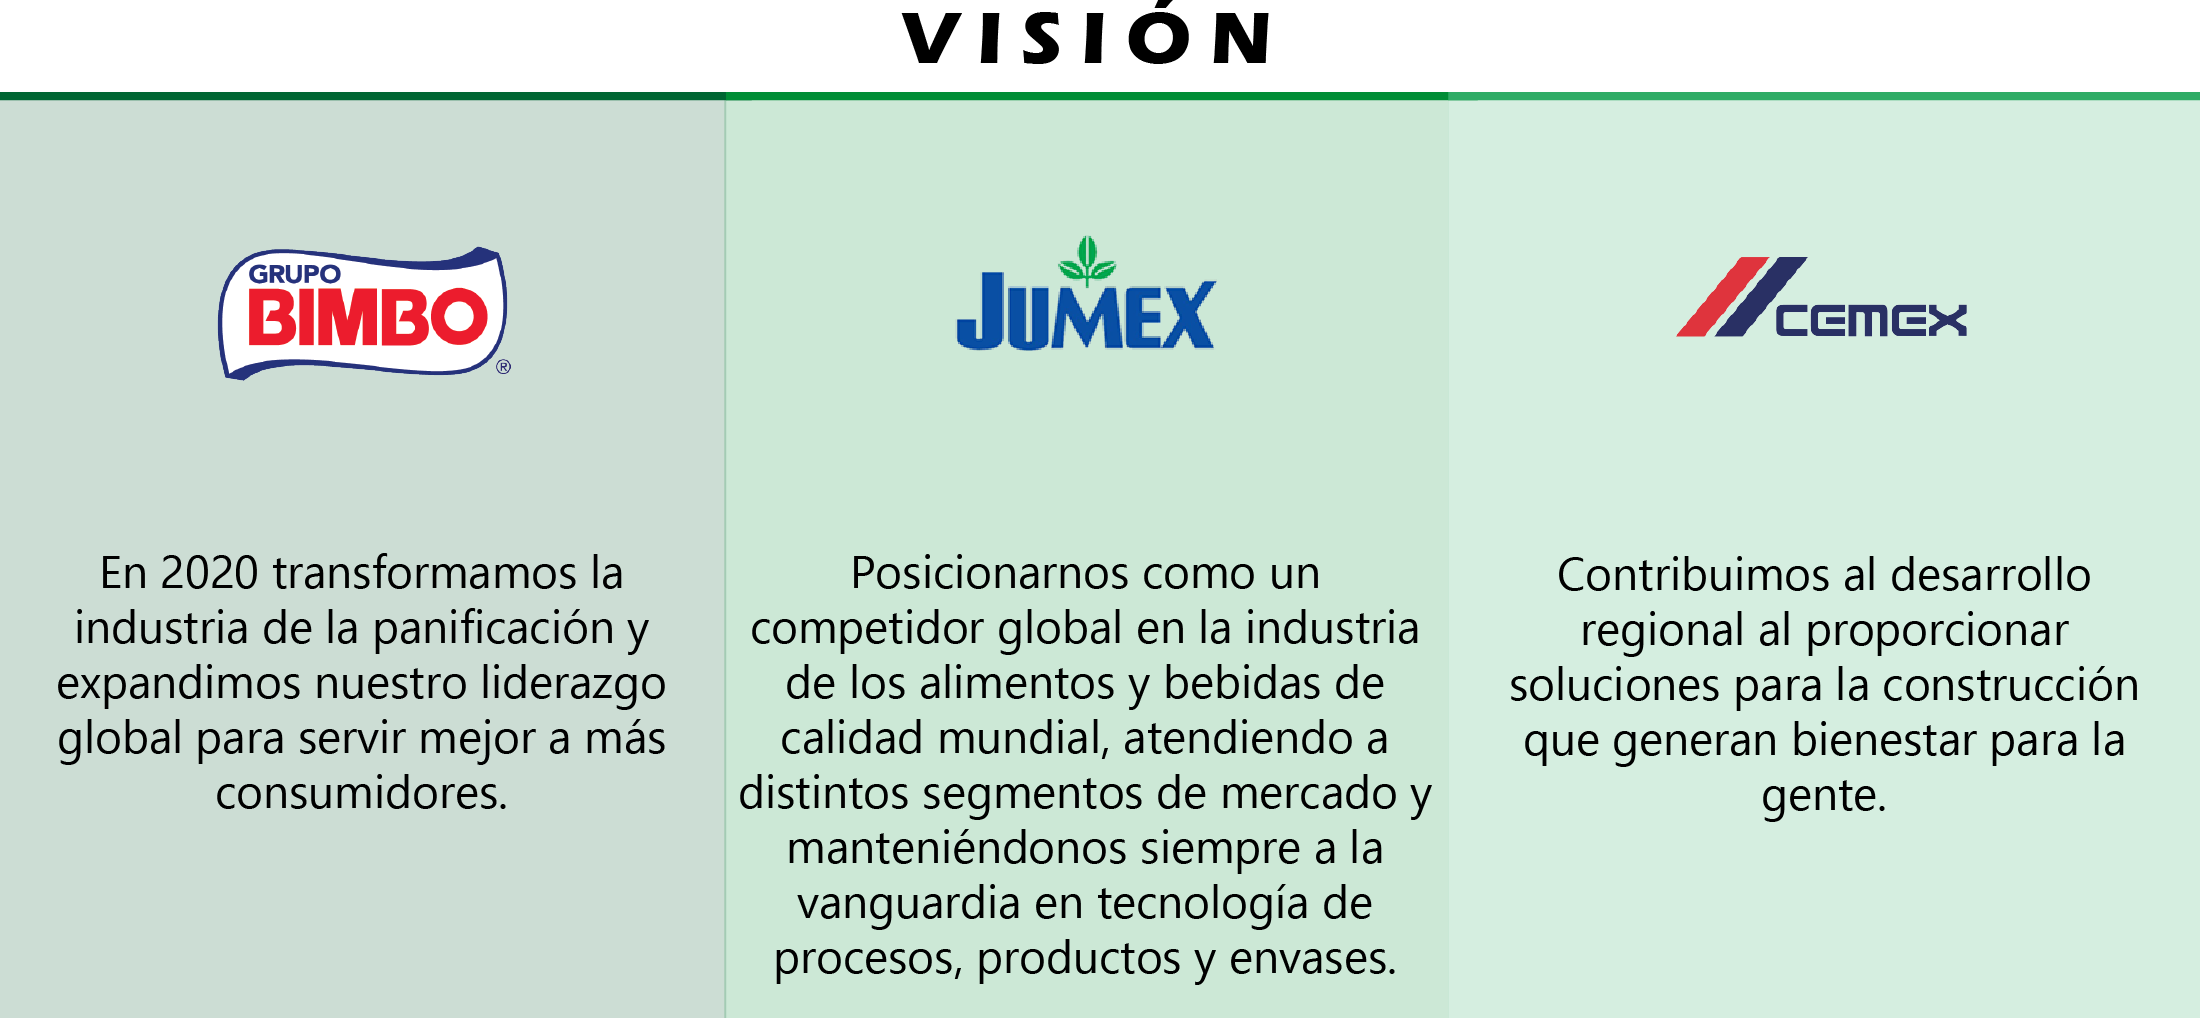 VISIÓN
GRUPO
BIMBO
®
En 2020 transformamos la
industria de la panificación y
expandimos nuestro liderazgo
global para servir mejor a más
consumidores.
JUMEX
Posicionarnos como un
competidor global en la industria
de los alimentos y bebidas de
calidad mundial, atendiendo a
distintos segmentos de mercado y
manteniéndonos siempre a la
vanguardia en tecnología de
procesos, productos y envases.
CEMEX
Contribuimos al desarrollo
regional al proporcionar
soluciones para la construcción
que generan bienestar para la
gente.